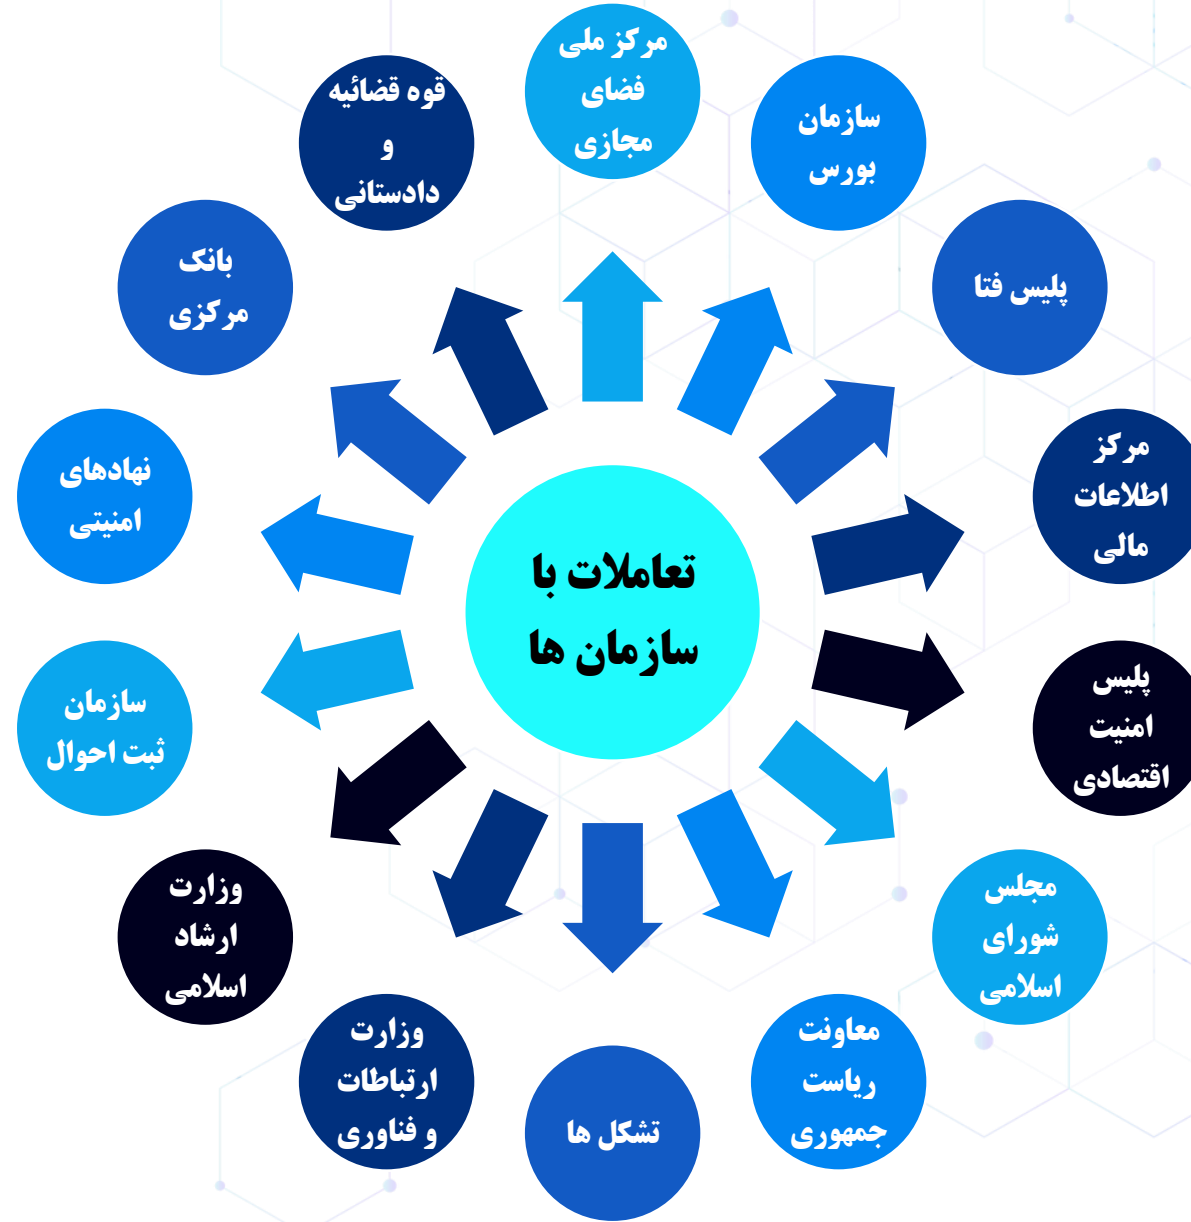 تعاملات با
سازمان ها
مرکز ملی
فضای
مجازی
سازمان
بورس
پلیس فتا
مرکز
اطلاعات
مالی
پلیس
امنیت
اقتصادی
مجلس
شورای
اسلامی
معاونت
ریاست
جمهوری
تشکل ها
وزارت
ارتباطات
و فناوری
وزارت
ارشاد
اسلامی
سازمان
ثبت احوال
نهادهای
امنیتی
بانک
مرکزی
قوه قضائیه
و
دادستانی